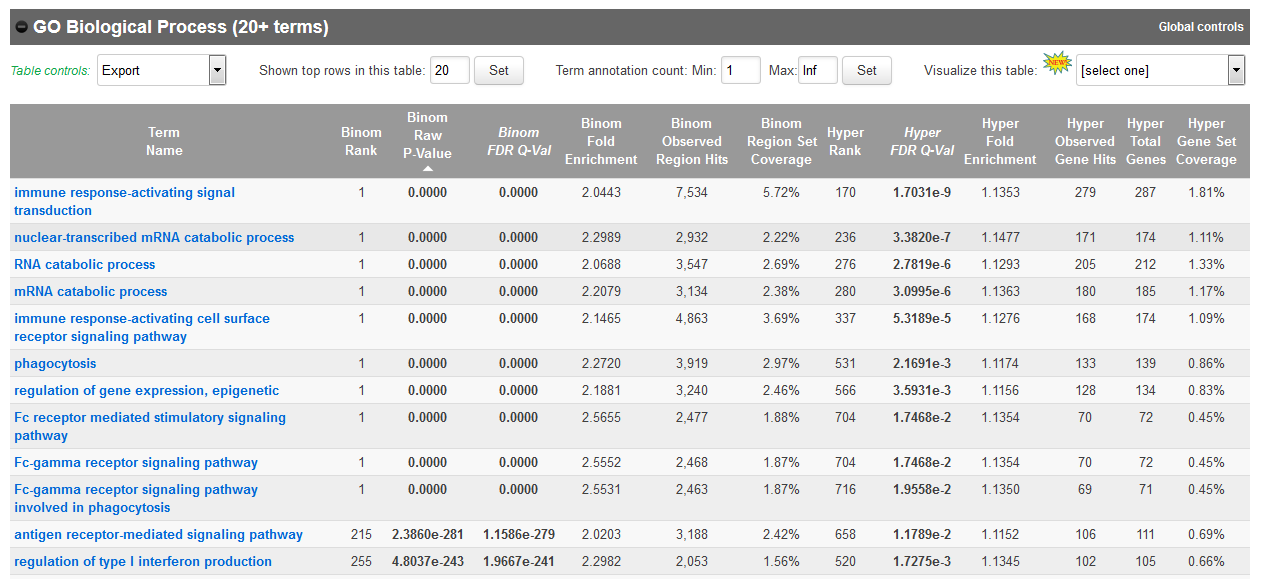 GO Biological Process (20+ terms) Global controls
Table controls: Export Shown top rows in this table: 20 Set Term annotation count: Min: 1 Max: Inf Set Visualize this table: NEW [select one]
Term Name Binom Rank Binom Raw P-Value Binom FDR Q-Val Binom Fold Enrichment Binom Observed Region Hits Binom Region Set Coverage Hyper Rank Hyper FDR Q-Val Hyper Fold Enrichment Hyper Observed Gene Hits Hyper Total Genes Hyper Gene Set Coverage
immune response-activating signal transduction 1 0.0000 0.0000 2.0443 7,534 5.72% 170 1.7031e-9 1.1353 279 287 1.81%
nuclear-transcribed mRNA catabolic process 1 0.0000 0.0000 2.2989 2,932 2.22% 236 3.3820e-7 1.1477 171 174 1.11%
RNA catabolic process 1 0.0000 0.0000 2.0688 3,547 2.69% 276 2.7819e-6 1.1293 205 212 1.33%
mRNA catabolic process 1 0.0000 0.0000 2.2079 3,134 2.38% 280 3.0995e-6 1.1363 180 185 1.17%
immune response-activating cell surface receptor signaling pathway 1 0.0000 0.0000 2.1465 4,863 3.69% 337 5.3189e-5 1.1276 168 174 1.09%
phagocytosis 1 0.0000 0.0000 2.2720 3,919 2.97% 531 2.1691e-3 1.1174 133 139 0.86%
regulation of gene expression, epigenetic 1 0.0000 0.0000 2.1881 3,240 2.46% 566 3.5931e-3 1.1156 128 134 0.83%
Fc receptor mediated stimulatory signaling pathway 1 0.0000 0.0000 2.5655 2,477 1.88% 704 1.7468e-2 1.1354 70 72 0.45%
Fc-gamma receptor signaling pathway 1 0.0000 0.0000 2.5552 2,468 1.87% 704 1.7468e-2 1.1354 70 72 0.45%
Fc-gamma receptor signaling pathway involved in phagocytosis 1 0.0000 0.0000 2.5531 2,463 1.87% 716 1.9558e-2 1.1350 69 71 0.45%
antigen receptor-mediated signaling pathway 215 2.3860e-281 1.1586e-279 2.0203 3,188 2.42% 658 1.1789e-2 1.1152 106 111 0.69%
regulation of type I interferon production 255 4.8037e-243 1.9667e-241 2.2982 2,053 1.56% 520 1.7275e-3 1.1345 102 105 0.66%